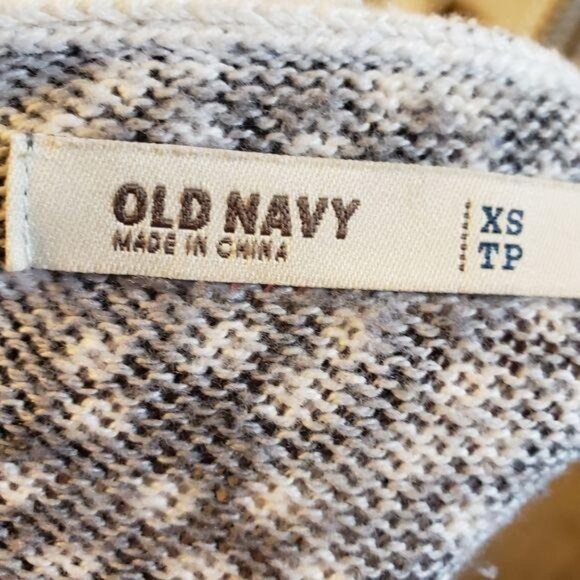 OLD NAVY
MADE IN CHINA
XS
TP